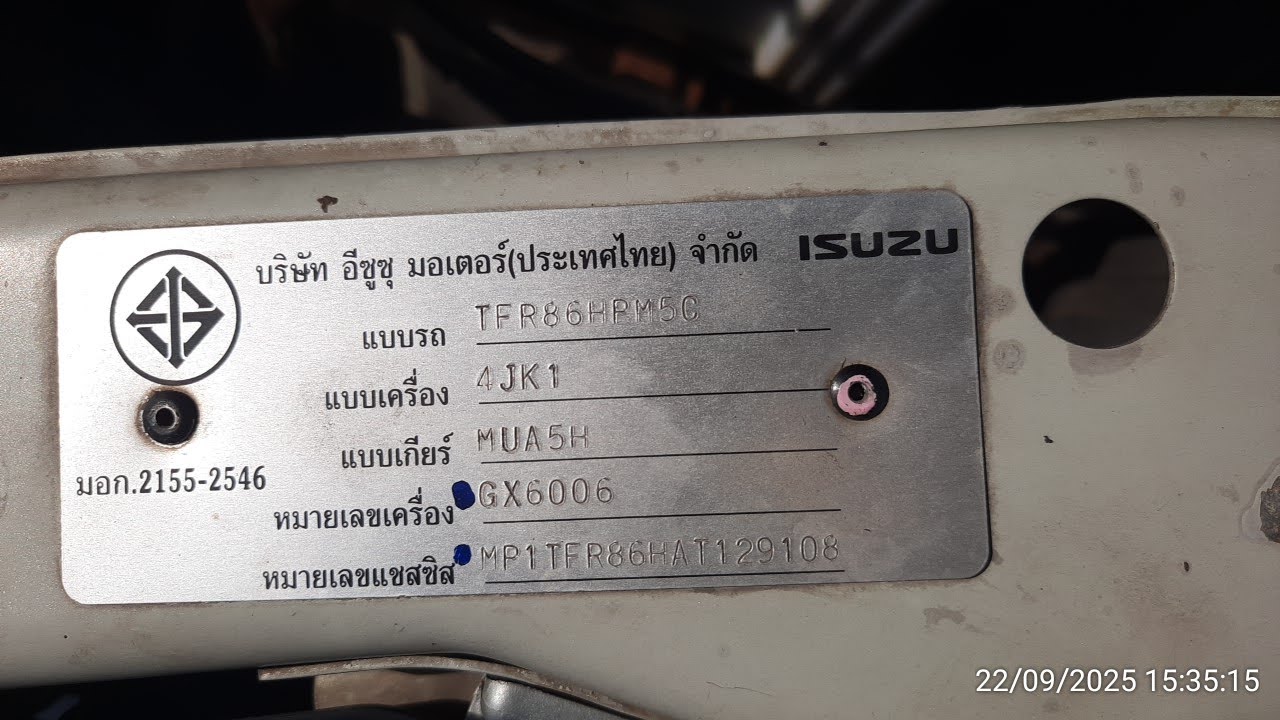 บริษัท อีซูซุ มอเตอร์(ประเทศไทย) จำกัด ISUZU
แบบรถ TFR86HPM5G
แบบเครื่อง 4JK1
แบบเกียร์ MUA5H
มอก.2155-2546
หมายเลขเครื่อง GX6006
หมายเลขแชสซิส MP1TFR86HAT129108
22/09/2025 15:35:15